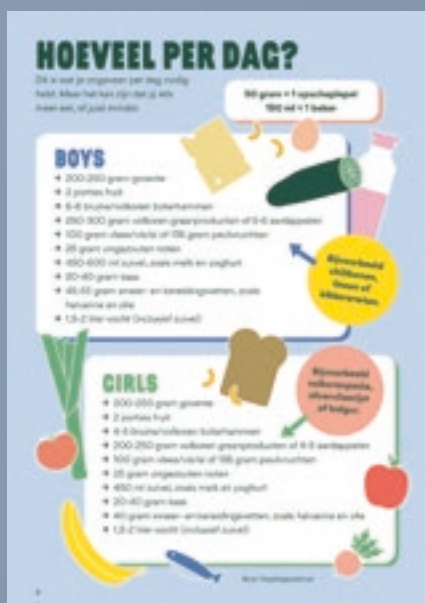 HOEVEEL PER DAG?
Dit is wat je ongeveer per dag nodig
hebt. Maar het kan zijn dat jij iets
meer eet, of juist minder.
50 gram = 1 opscheplepel
150 ml = 1 beker
BOYS
→ 200-250 gram groente
→ 2 porties fruit
→ 6-8 bruine/volkoren boterhammen
→ 250-300 gram volkoren graanproducten of 5-6 aardappelen
→ 100 gram vlees/vis/ei of 135 gram peulvruchten
→ 25 gram ongezouten noten
→ 450-600 ml zuivel, zoals melk en yoghurt
→ 20-40 gram kaas
→ 45-55 gram smeer- en bereidingsvetten, zoals
halvarine en olie
→ 1,5-2 liter vocht (inclusief zuivel)
Bijvoorbeeld
linzen of
kikkererwten.
GIRLS
→ 200-250 gram groente
→ 2 porties fruit
→ 4-5 bruine/volkoren boterhammen
→ 200-250 gram volkoren graanproducten of 4-5 aardappelen
→ 100 gram vlees/vis/ei of 135 gram peulvruchten
→ 25 gram ongezouten noten
→ 450 ml zuivel, zoals melk en yoghurt
→ 20-40 gram kaas
→ 40 gram smeer- en bereidingsvetten, zoals halvarine en olie
→ 1,5-2 liter vocht (inclusief zuivel)
Bijvoorbeeld
volkorenpasta,
zilvervliesrijst
of bulgur.